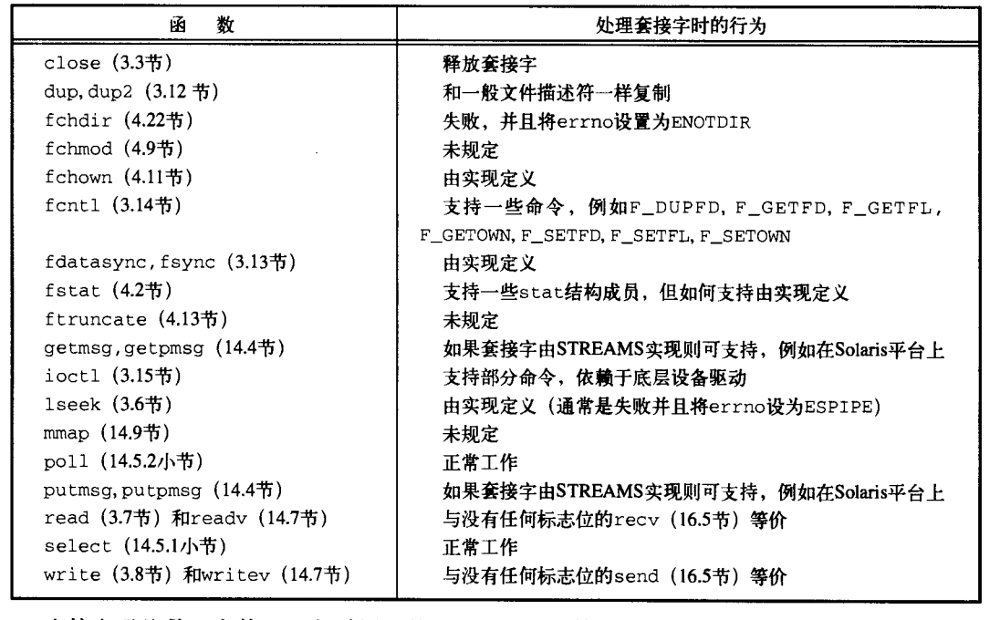 函 数 处理套接字时的行为
close (3.3节) 释放套接字
dup,dup2 (3.12 节) 和一般文件描述符一样复制
fchdir (4.22节) 失败，并且将errno设置为ENOTDIR
fchmod (4.9节) 未规定
fchown (4.11节) 由实现定义
fcntl (3.14节) 支持一些命令，例如F_DUPFD, F_GETFD, F_GETFL,
F_GETOWN, F_SETFD, F_SETFL, F_SETOWN
fdatasync,fsync (3.13节) 由实现定义
fstat (4.2节) 支持一些stat结构成员，但如何支持由实现定义
ftruncate (4.13节) 未规定
getmsg,getpmsg (14.4节) 如果套接字由STREAMS实现则可支持，例如在Solaris平台上
ioctl (3.15节) 支持部分命令，依赖于底层设备驱动
lseek (3.6节) 由实现定义（通常是失败并且将errno设为ESPIPE）
mmap (14.9节) 未规定
poll (14.5.2小节) 正常工作
putmsg,putpmsg (14.4节) 如果套接字由STREAMS实现则可支持，例如在Solaris平台上
read (3.7节) 和readv (14.7节) 与没有任何标志位的recv (16.5节) 等价
select (14.5.1小节) 正常工作
write (3.8节) 和writev (14.7节) 与没有任何标志位的send (16.5节) 等价